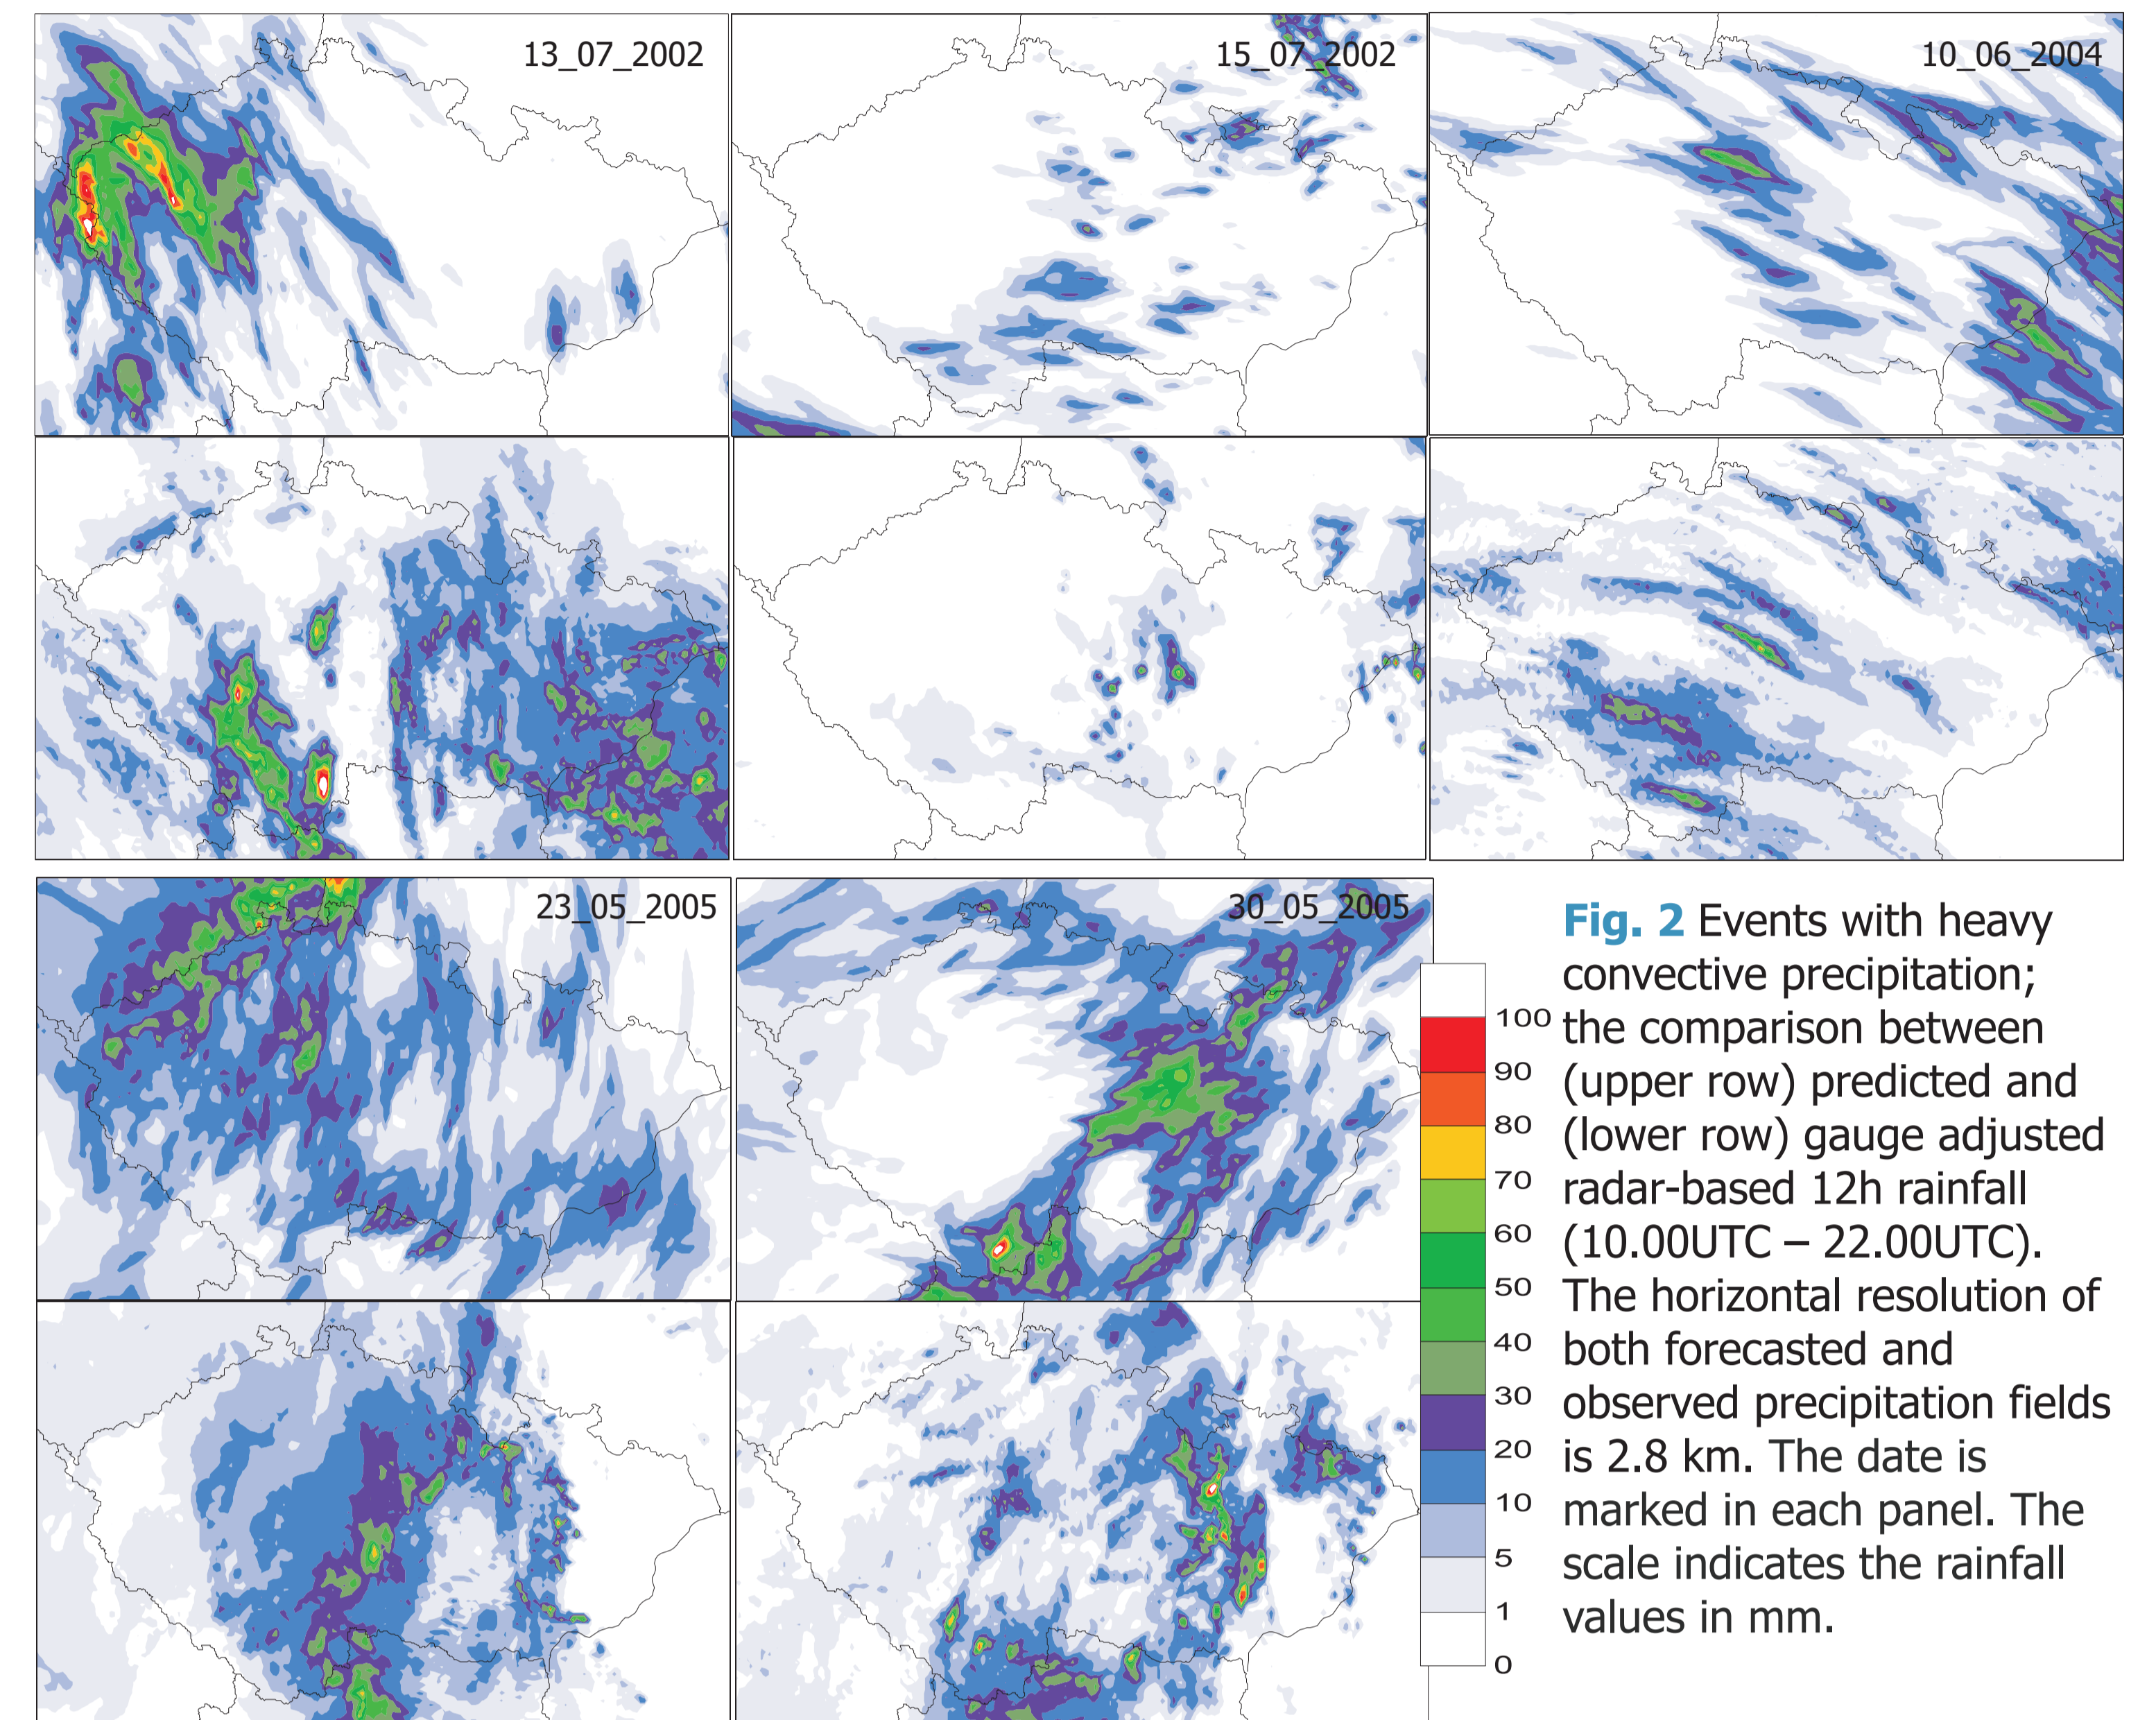 13_07_2002
15_07_2002
10_06_2004
23_05_2005
30_05_2005
100
90
80
70
60
50
40
30
20
10
5
1
0
Fig. 2 Events with heavy
convective precipitation;
the comparison between
(upper row) predicted and
(lower row) gauge adjusted
radar-based 12h rainfall
(10.00UTC – 22.00UTC).
The horizontal resolution of
both forecasted and
observed precipitation fields
is 2.8 km. The date is
marked in each panel. The
scale indicates the rainfall
values in mm.